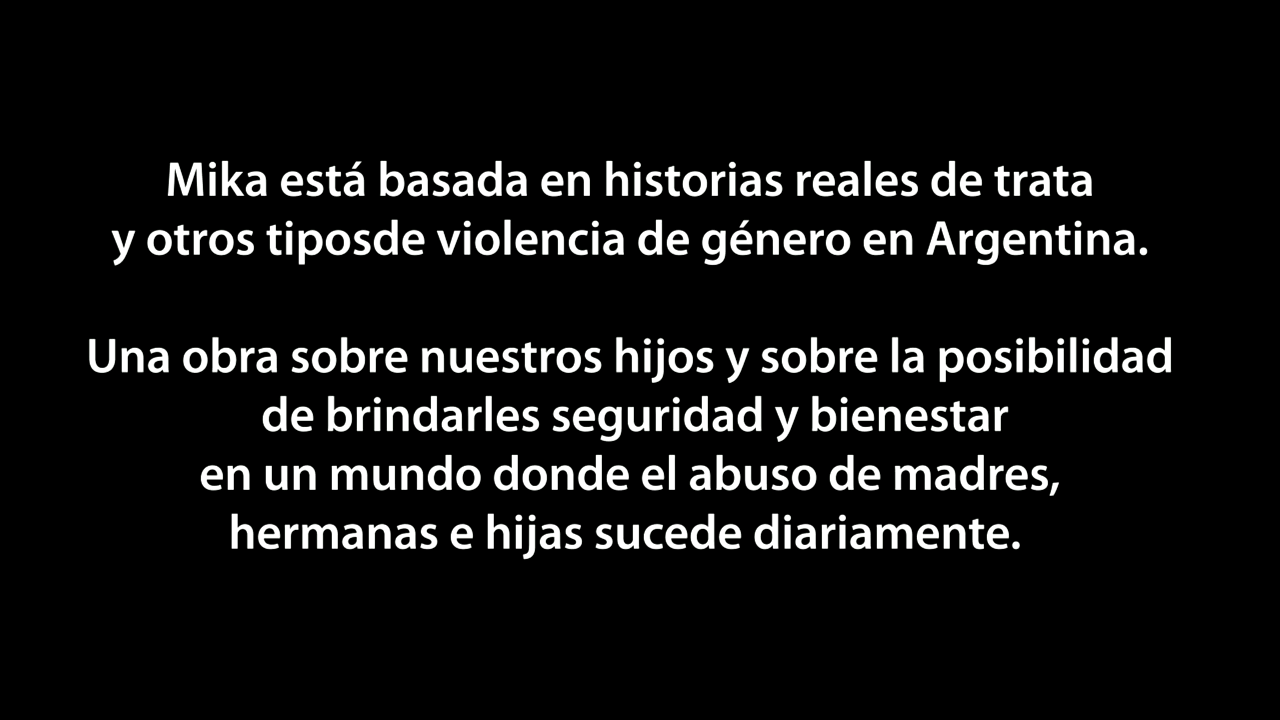 Mika está basada en historias reales de trata
y otros tiposde violencia de género en Argentina.
Una obra sobre nuestros hijos y sobre la posibilidad
de brindarles seguridad y bienestar
en un mundo donde el abuso de madres,
hermanas e hijas sucede diariamente.